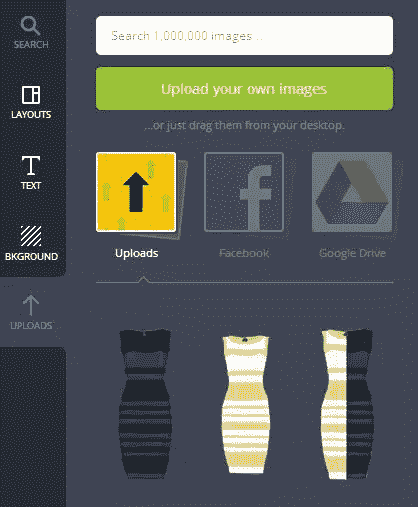 SEARCH
Search 1,000,000 images...
Upload your own images
...or just drag them from your desktop.
LAYOUTS
TEXT
BKGROUND
UPLOADS
Uploads
Facebook
Google Drive